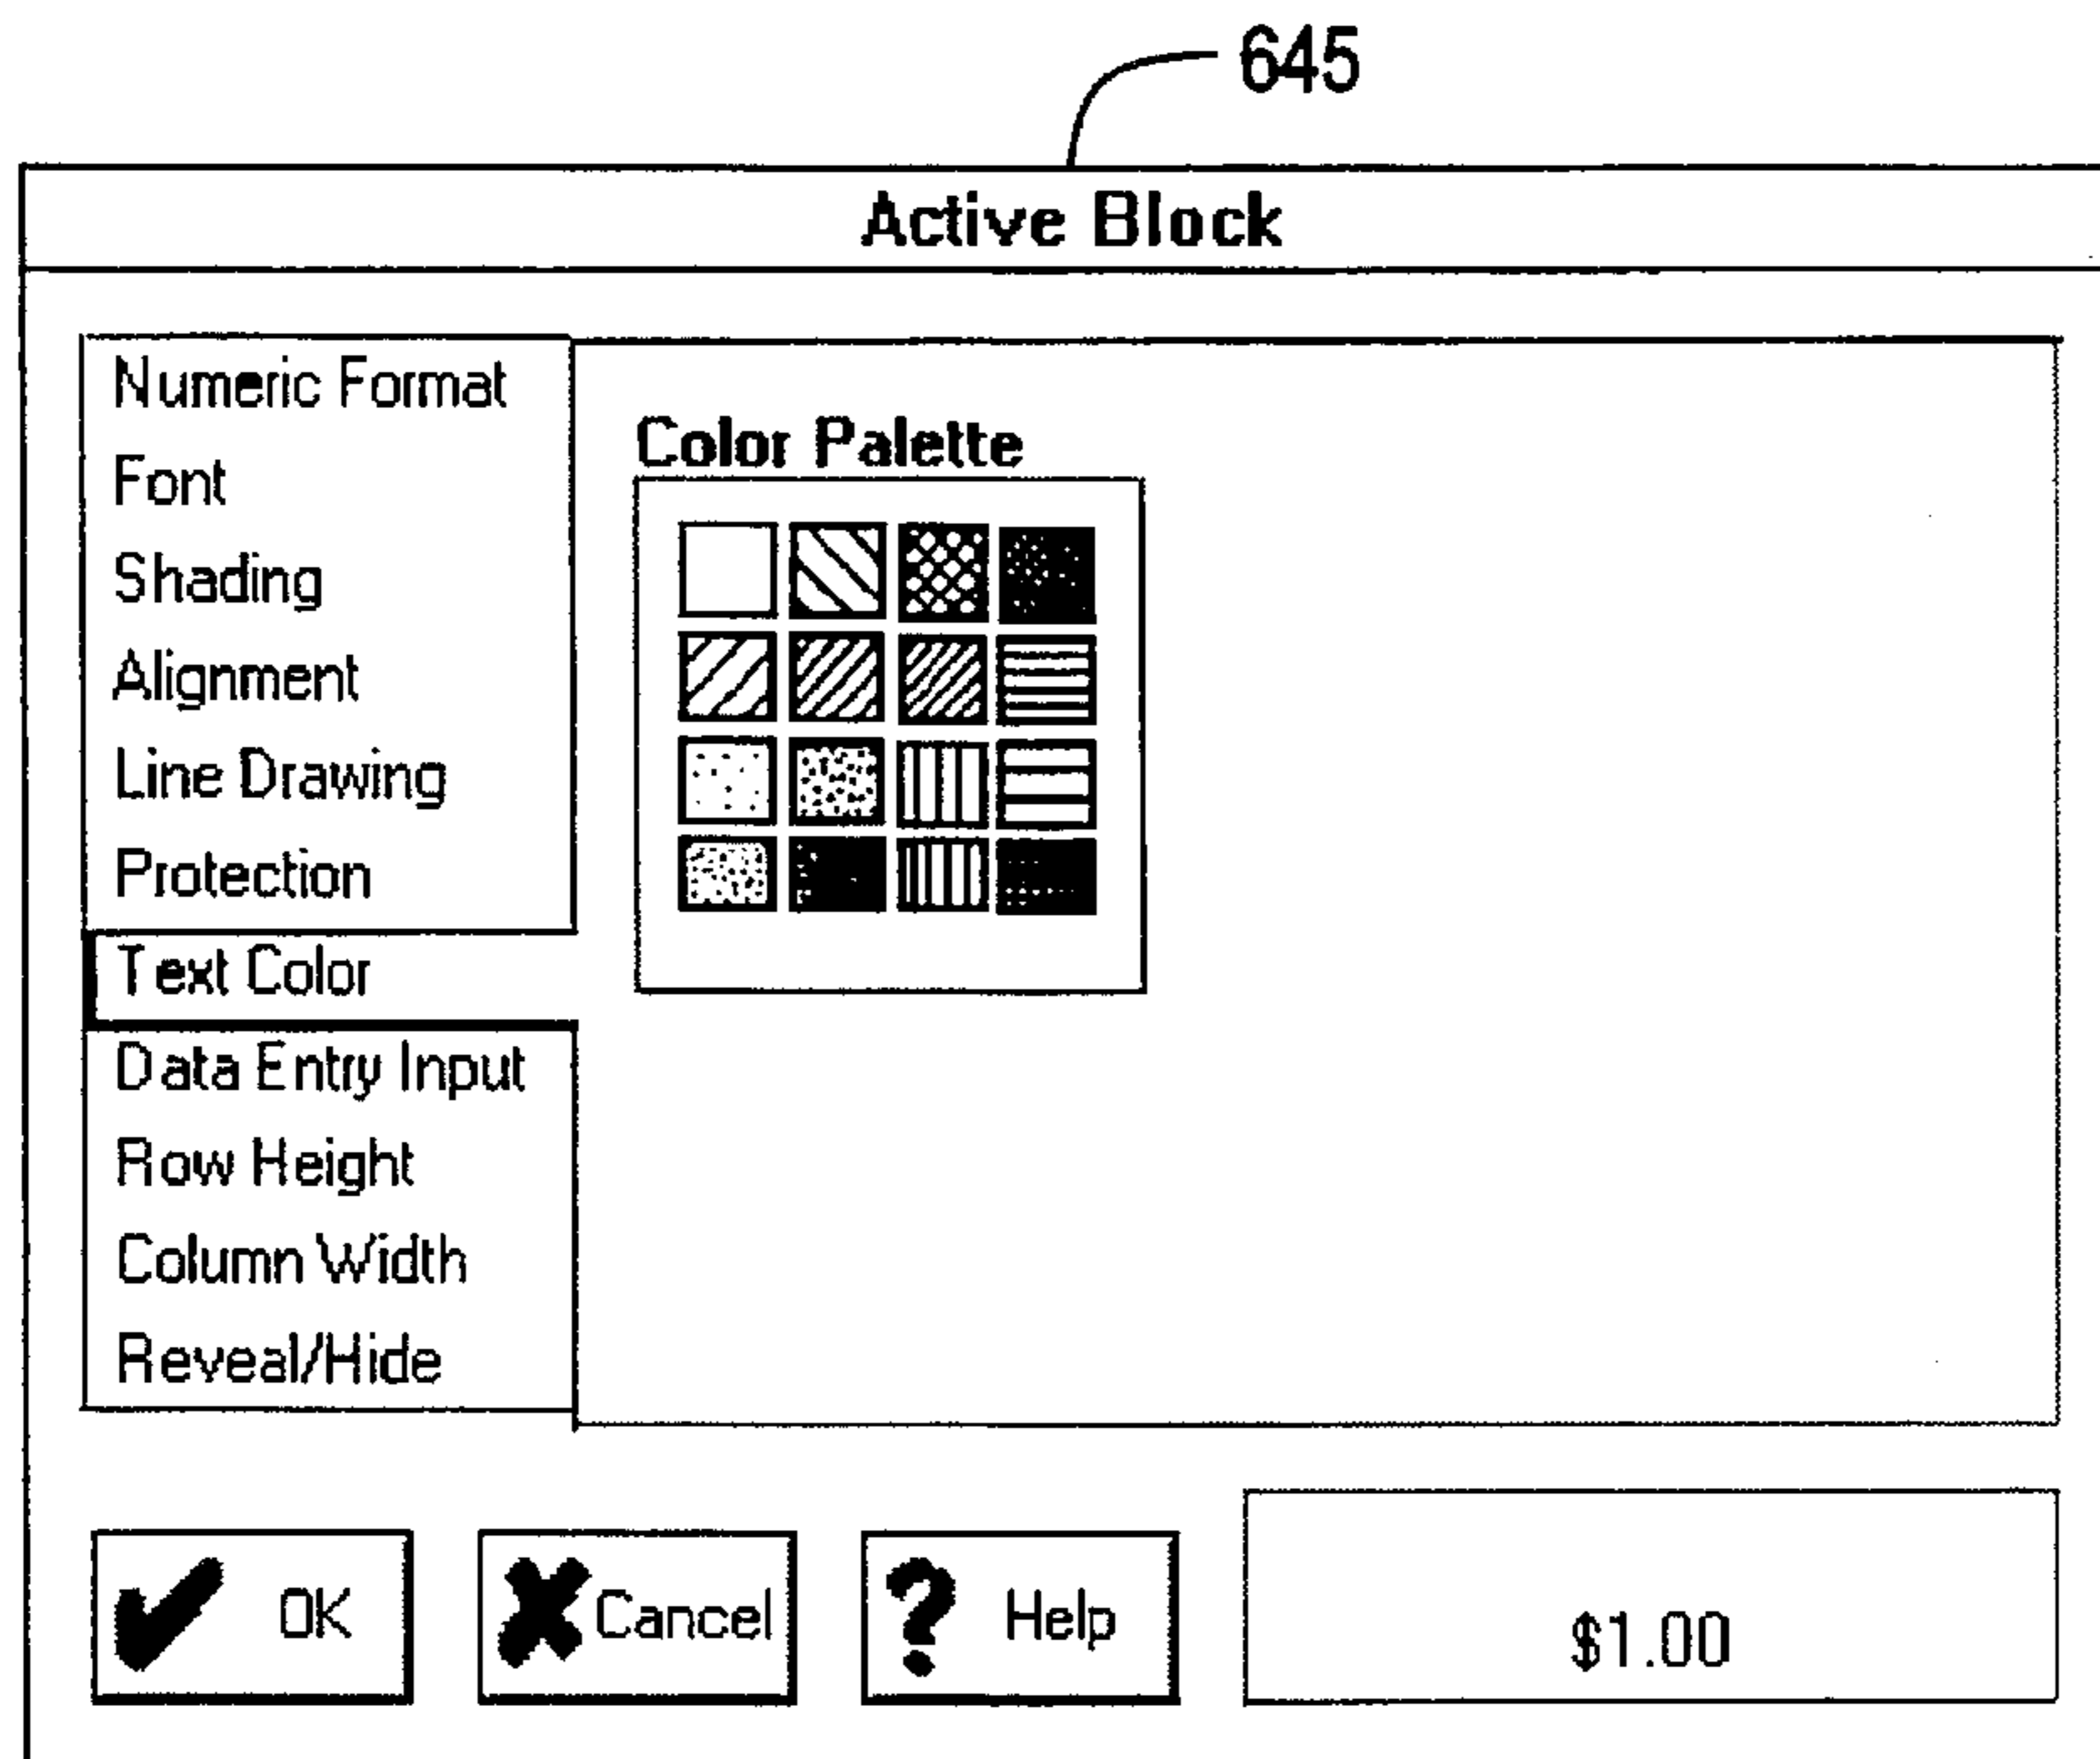 645
Active Block
Numeric Format
Font
Shading
Alignment
Line Drawing
Protection
Text Color
Data Entry Input
Row Height
Column Width
Reveal/Hide
Color Palette
OK
Cancel
Help
$1.00